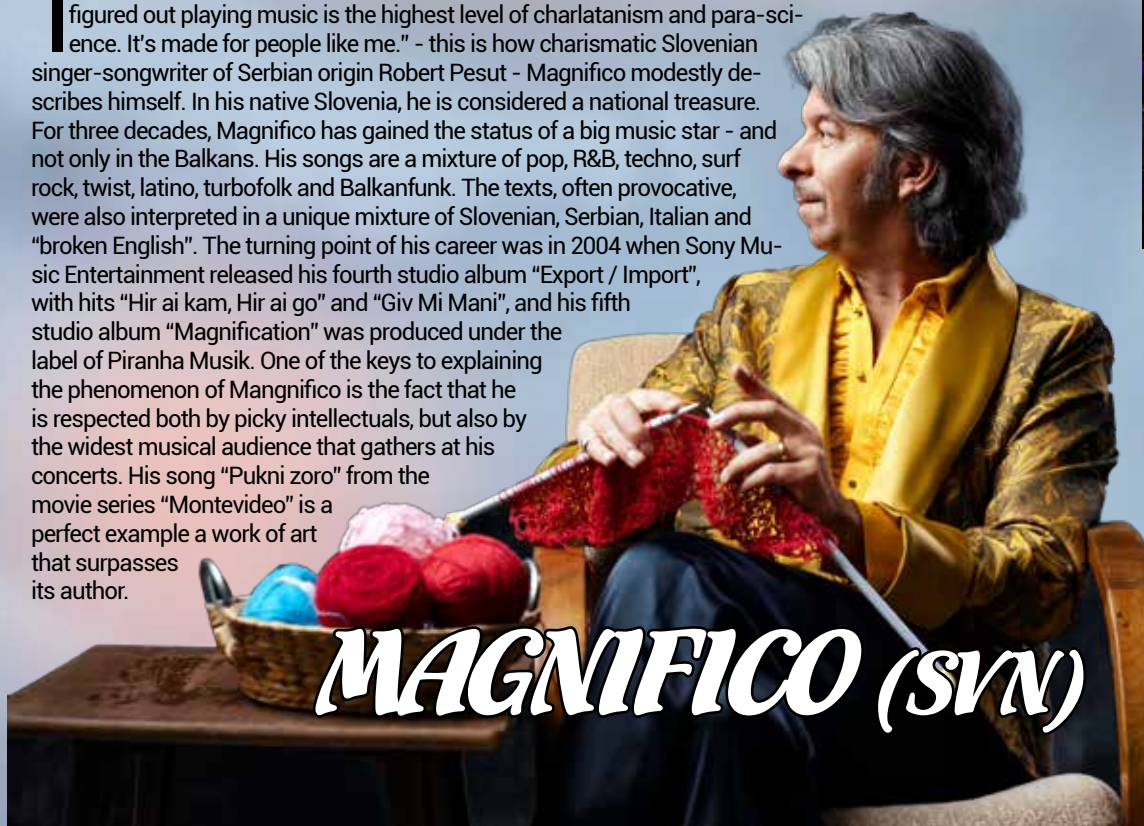 I figured out playing music is the highest level of charlatanism and para-sci-
ence. It's made for people like me.” - this is how charismatic Slovenian
singer-songwriter of Serbian origin Robert Pesut - Magnifico modestly de-
scribes himself. In his native Slovenia, he is considered a national treasure.
For three decades, Magnifico has gained the status of a big music star - and
not only in the Balkans. His songs are a mixture of pop, R&B, techno, surf
rock, twist, latino, turbofolk and Balkanfunk. The texts, often provocative,
were also interpreted in a unique mixture of Slovenian, Serbian, Italian and
“broken English”. The turning point of his career was in 2004 when Sony Mu-
sic Entertainment released his fourth studio album “Export / Import”,
with hits “Hir ai kam, Hir ai go” and “Giv Mi Mani”, and his fifth
studio album “Magnification” was produced under the
label of Piranha Musik. One of the keys to explaining
the phenomenon of Mangnifico is the fact that he
is respected both by picky intellectuals, but also by
the widest musical audience that gathers at his
concerts. His song “Pukni zoro” from the
movie series “Montevideo” is a
perfect example a work of art
that surpasses
its author.
MAGNIFICO (SVN)